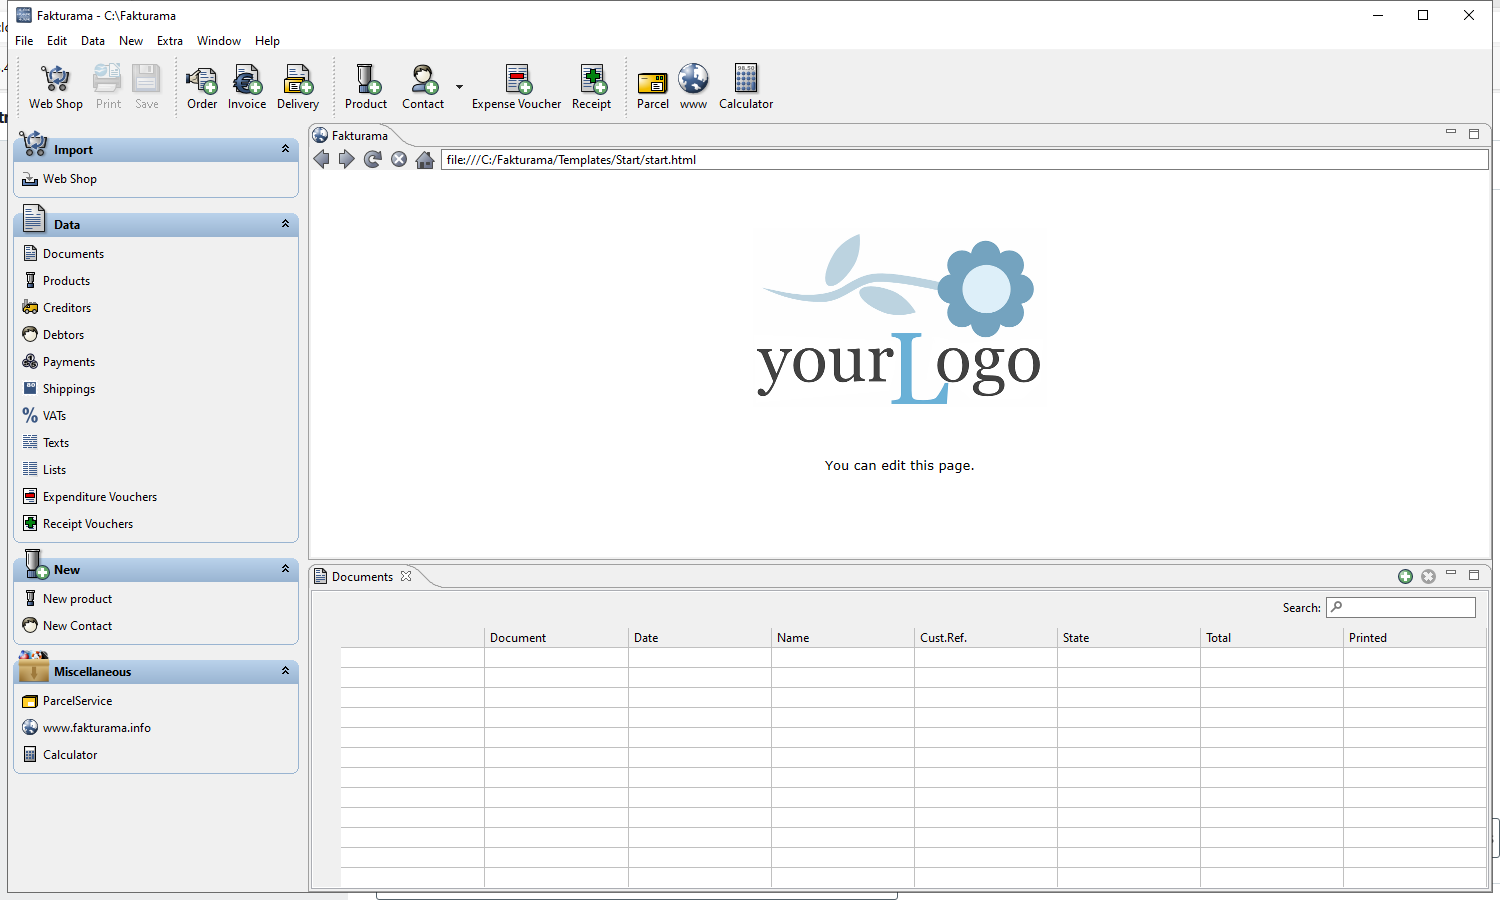 Fakturama - C:\Fakturama
File Edit Data New Extra Window Help
Web Shop Print Save Order Invoice Delivery Product Contact Expense Voucher Receipt Parcel www Calculator
Import
Web Shop
Data
Documents
Products
Creditors
Debtors
Payments
Shippings
VATs
Texts
Lists
Expenditure Vouchers
Receipt Vouchers
New
New product
New Contact
Miscellaneous
ParcelService
www.fakturama.info
Calculator
Fakturama
file:///C:/Fakturama/Templates/Start/start.html
yourLogo
You can edit this page.
Documents
Search:
Document Date Name Cust.Ref. State Total Printed